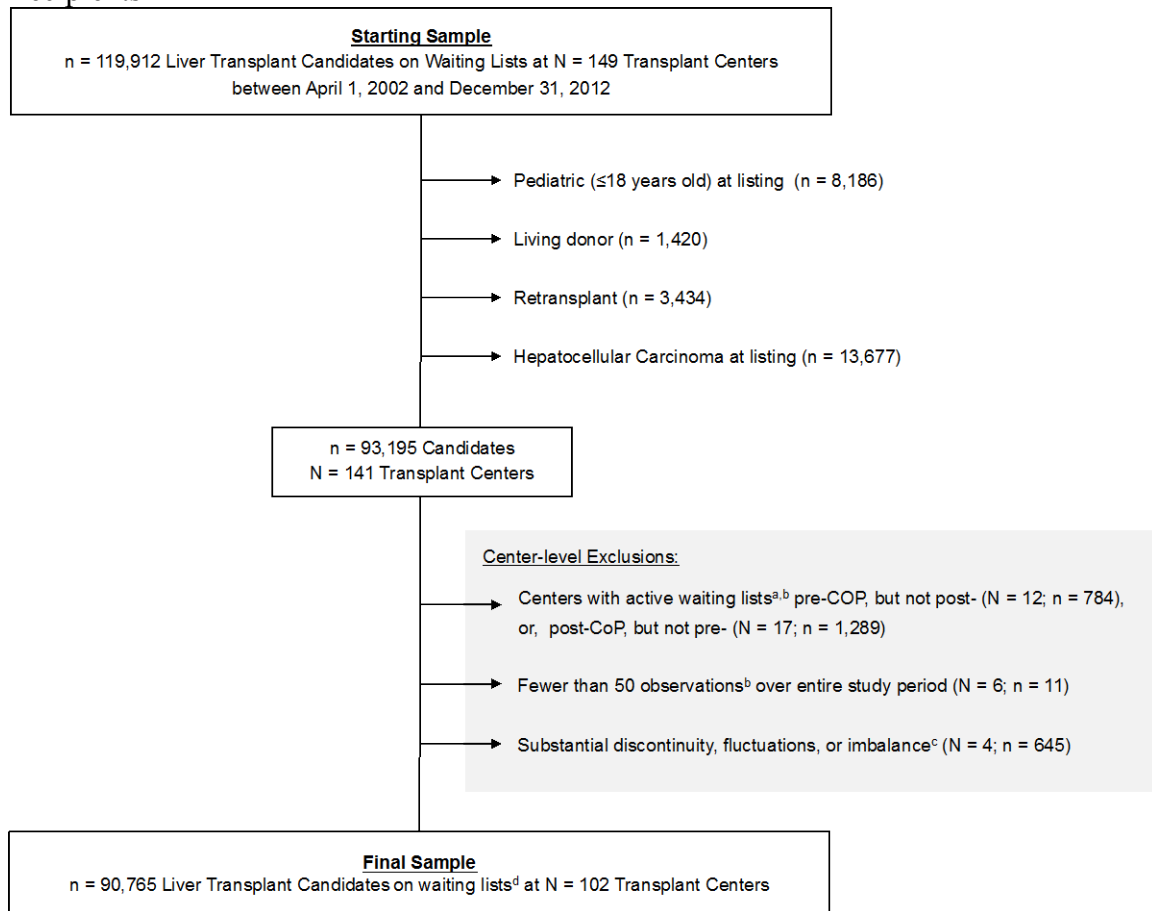 Starting Sample
n = 119,912 Liver Transplant Candidates on Waiting Lists at N = 149 Transplant Centers
between April 1, 2002 and December 31, 2012
Pediatric (≤18 years old) at listing (n = 8,186)
Living donor (n = 1,420)
Retransplant (n = 3,434)
Hepatocellular Carcinoma at listing (n = 13,677)
n = 93,195 Candidates
N = 141 Transplant Centers
Center-level Exclusions:
Centers with active waiting lists^a,b pre-COP, but not post- (N = 12; n = 784),
or, post-CoP, but not pre- (N = 17; n = 1,289)
Fewer than 50 observations^b over entire study period (N = 6; n = 11)
Substantial discontinuity, fluctuations, or imbalance^c (N = 4; n = 645)
Final Sample
n = 90,765 Liver Transplant Candidates on waiting lists^d at N = 102 Transplant Centers